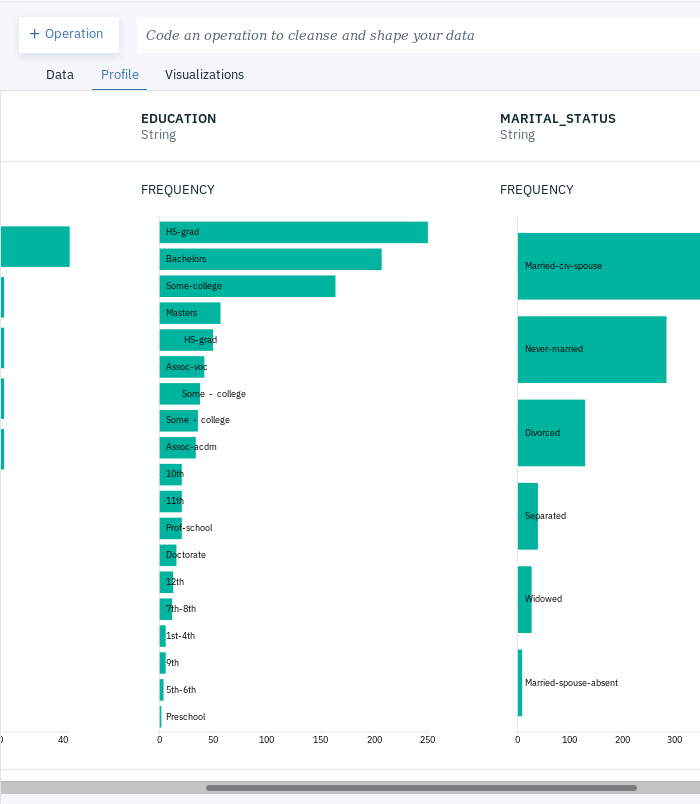 + Operation
Code an operation to cleanse and shape your data
Data
Profile
Visualizations
EDUCATION
String
MARITAL_STATUS
String
FREQUENCY
HS-grad
Bachelors
Some-college
Masters
HS-grad
Assoc-voc
Some - college
Some - college
Assoc-acdm
10th
11th
Prof-school
Doctorate
12th
7th-8th
1st-4th
9th
5th-6th
Preschool
0 50 100 150 200 250
FREQUENCY
Married-civ-spouse
Never-married
Divorced
Separated
Widowed
Married-spouse-absent
0 100 200 300
40